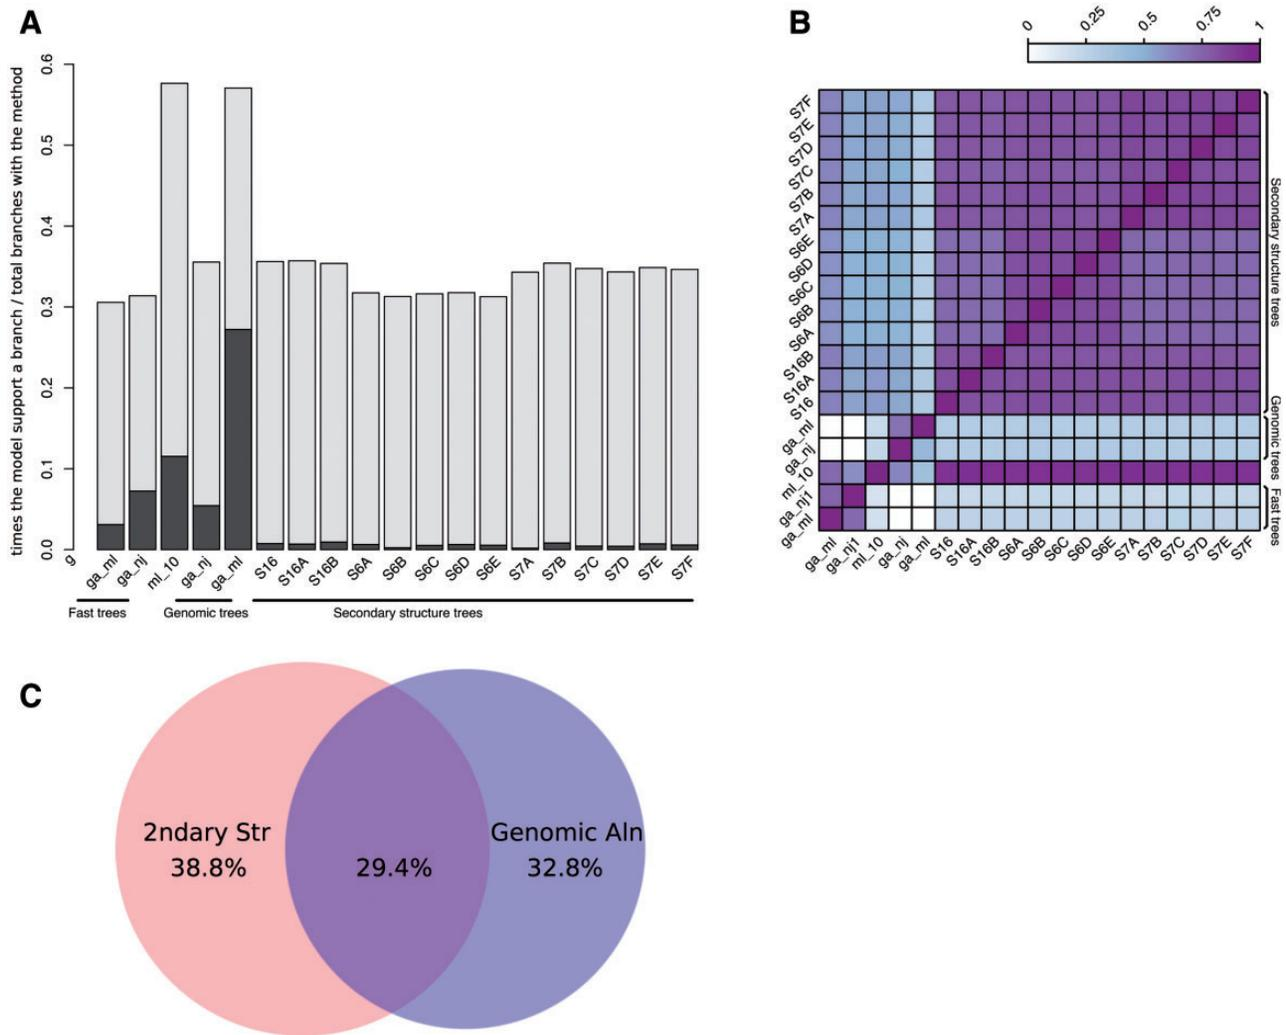 A
times the model support a branch / total branches with the method
0.6
0.5
0.4
0.3
0.2
0.1
0.0
g
ga_ml
ga_nj
ml_10
ga_nj
ga_ml
S16
S16A
S16B
S6A
S6B
S6C
S6D
S6E
S7A
S7B
S7C
S7D
S7E
S7F
Fast trees
Genomic trees
Secondary structure trees
B
0
0.25
0.5
0.75
1
S7F
S7E
S7D
S7C
S7B
S7A
S6E
S6D
S6C
S6B
S6A
S16B
S16A
S16
ga_ml
ga_nj
ml_10
ga_nj1
ga_ml
Secondary structure trees
Genomic trees
Fast trees
ga_ml
ga_nj1
ml_10
ga_nj
ga_ml
S16
S16A
S16B
S6A
S6B
S6C
S6D
S6E
S7A
S7B
S7C
S7D
S7E
S7F
C
2ndary Str
38.8%
29.4%
Genomic Aln
32.8%